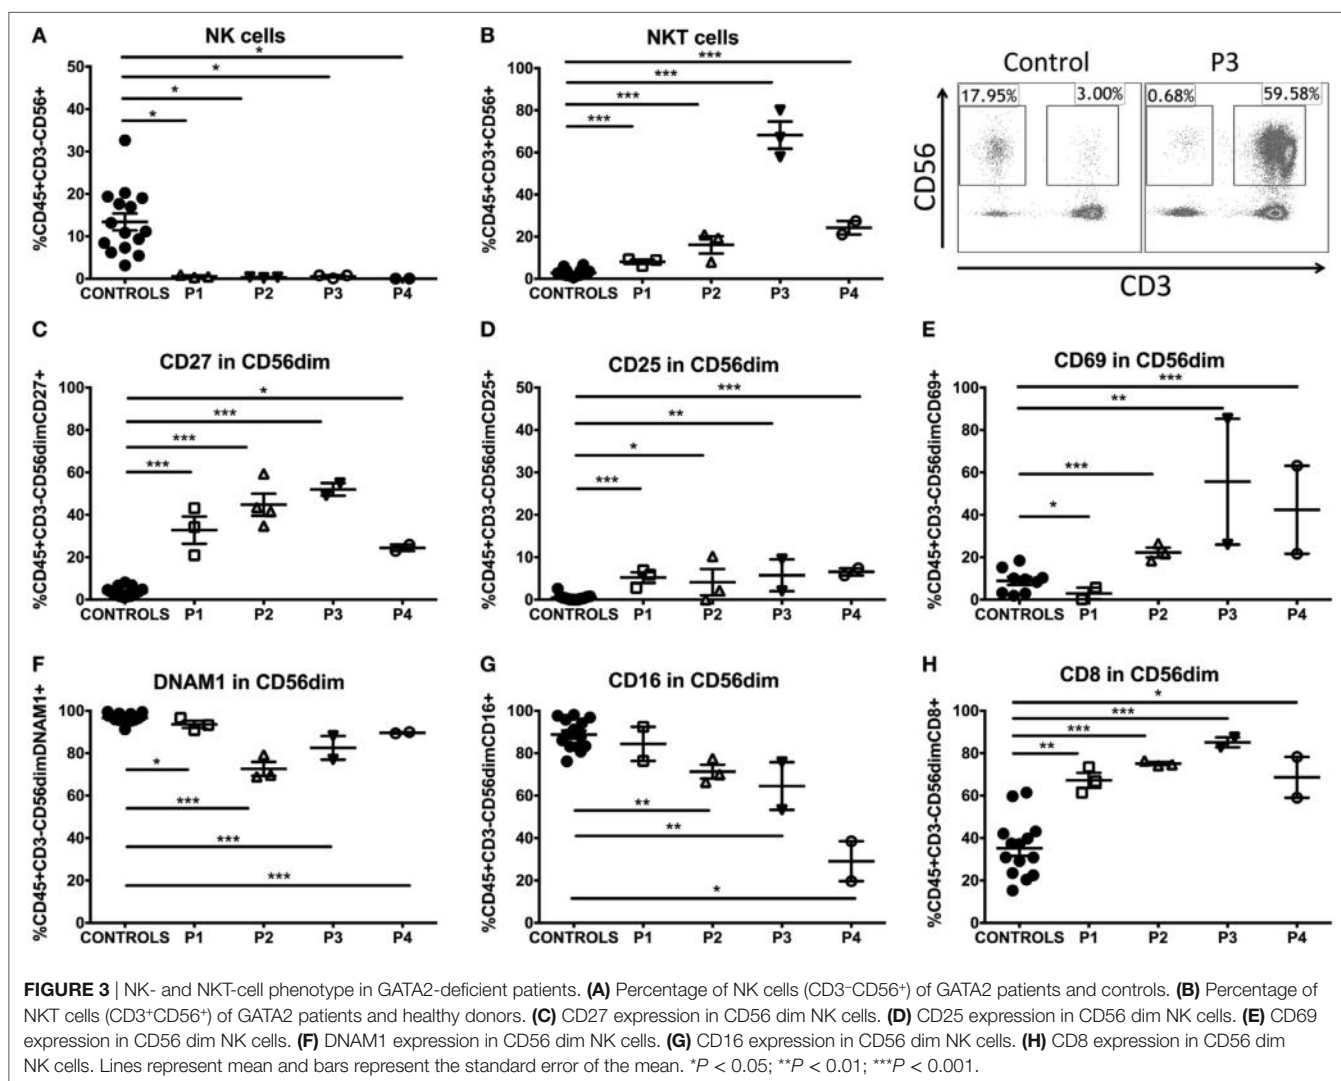 A
NK cells
%CD45+CD3-CD56+
50
40
30
20
10
0
*
*
*
*
CONTROLS P1 P2 P3 P4
B
NKT cells
%CD45+CD3+CD56+
100
80
60
40
20
0
***
***
***
***
CONTROLS P1 P2 P3 P4
Control P3
17.95% 3.00% 0.68% 59.58%
CD56
CD3
C
CD27 in CD56dim
%CD45+CD3-CD56dimCD27+
100
80
60
40
20
0
*
***
***
***
CONTROLS P1 P2 P3 P4
D
CD25 in CD56dim
%CD45+CD3-CD56dimCD25+
50
40
30
20
10
0
***
**
*
***
CONTROLS P1 P2 P3 P4
E
CD69 in CD56dim
%CD45+CD3-CD56dimCD69+
100
80
60
40
20
0
***
**
***
*
CONTROLS P1 P2 P3 P4
F
DNAM1 in CD56dim
%CD45+CD3-CD56dimDNAM1+
100
80
60
40
20
0
*
***
***
***
CONTROLS P1 P2 P3 P4
G
CD16 in CD56dim
%CD45+CD3-CD56dimCD16+
100
80
60
40
20
0
**
**
*
CONTROLS P1 P2 P3 P4
H
CD8 in CD56dim
%CD45+CD3-CD56dimCD8+
100
80
60
40
20
0
*
***
***
**
CONTROLS P1 P2 P3 P4
FIGURE 3 | NK- and NKT-cell phenotype in GATA2-deficient patients. (A) Percentage of NK cells (CD3⁻CD56⁺) of GATA2 patients and controls. (B) Percentage of
NKT cells (CD3⁺CD56⁺) of GATA2 patients and healthy donors. (C) CD27 expression in CD56 dim NK cells. (D) CD25 expression in CD56 dim NK cells. (E) CD69
expression in CD56 dim NK cells. (F) DNAM1 expression in CD56 dim NK cells. (G) CD16 expression in CD56 dim NK cells. (H) CD8 expression in CD56 dim
NK cells. Lines represent mean and bars represent the standard error of the mean. *P < 0.05; **P < 0.01; ***P < 0.001.